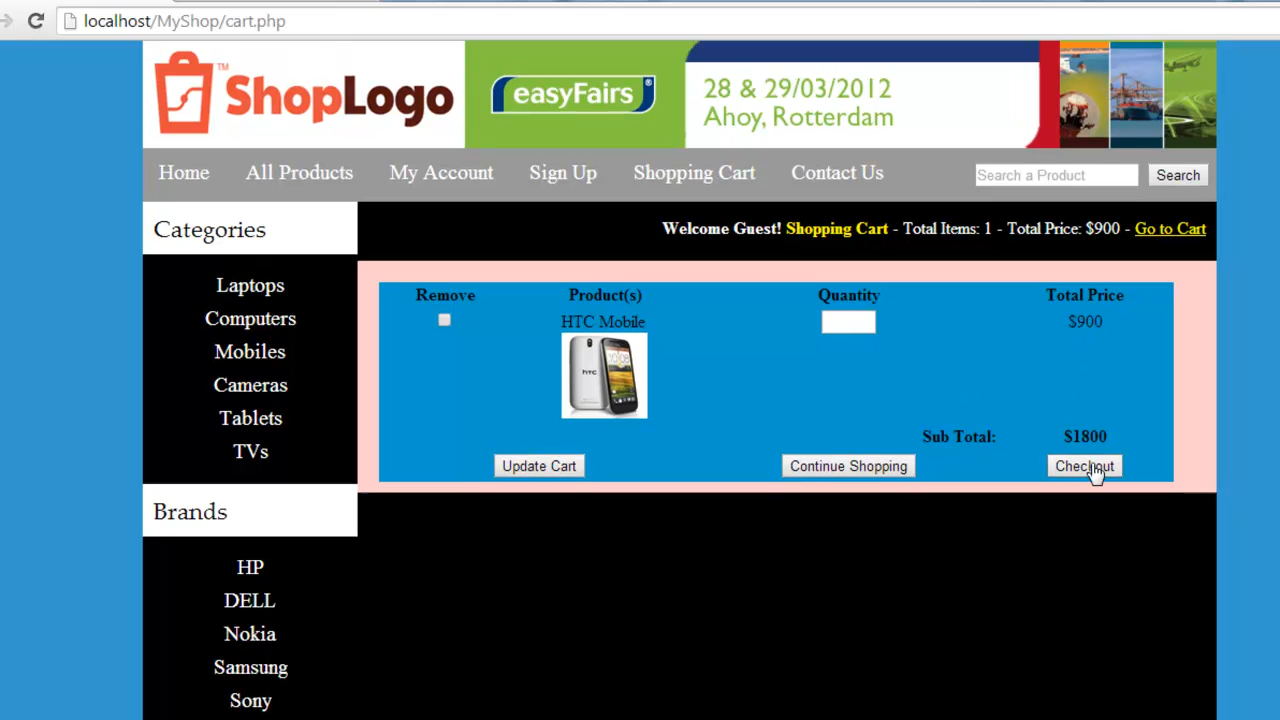 localhost/MyShop/cart.php
ShopLogo™
easyFairs
28 & 29/03/2012
Ahoy, Rotterdam
Home All Products My Account Sign Up Shopping Cart Contact Us Search a Product Search
Categories
Welcome Guest! Shopping Cart - Total Items: 1 - Total Price: $900 - Go to Cart
Laptops
Computers
Mobiles
Cameras
Tablets
TVs
Remove Product(s) Quantity Total Price
HTC Mobile $900
hTC
Sub Total: $1800
Update Cart Continue Shopping Checkout
Brands
HP
DELL
Nokia
Samsung
Sony